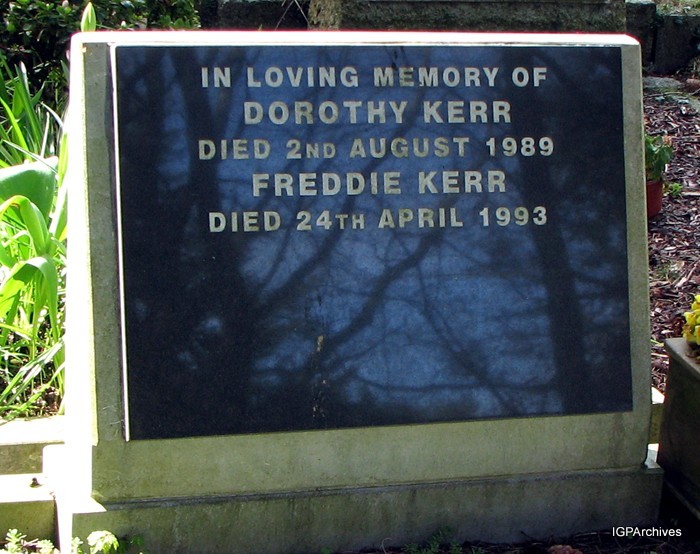 IN LOVING MEMORY OF
DOROTHY KERR
DIED 2ND AUGUST 1989
FREDDIE KERR
DIED 24TH APRIL 1993
IGPArchives